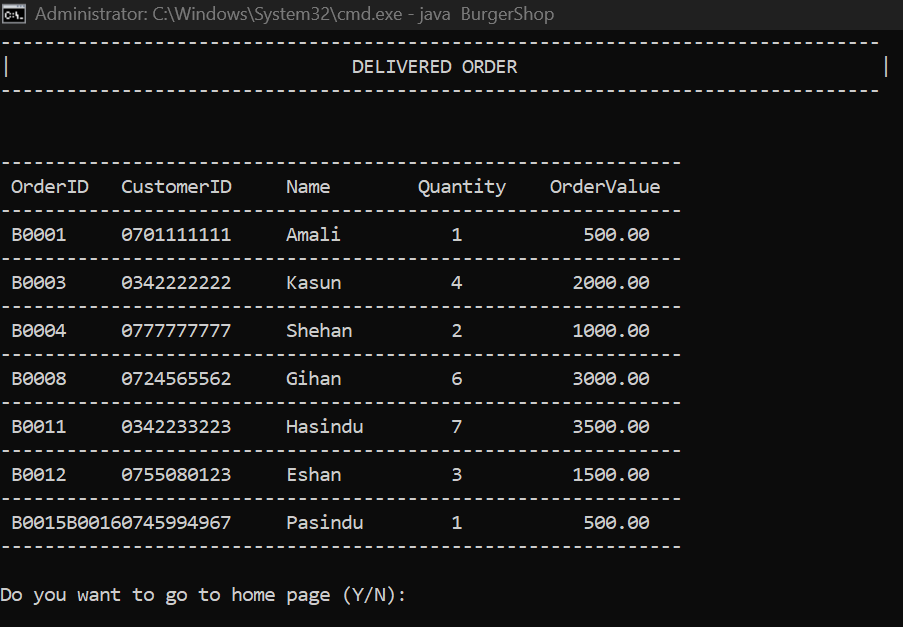 Administrator: C:\Windows\System32\cmd.exe - java  BurgerShop
--------------------------------------------------------------------------------
|                               DELIVERED ORDER                                 |
--------------------------------------------------------------------------------
--------------------------------------------------------------
 OrderID   CustomerID     Name        Quantity    OrderValue
--------------------------------------------------------------
 B0001     0701111111     Amali          1           500.00
--------------------------------------------------------------
 B0003     0342222222     Kasun          4          2000.00
--------------------------------------------------------------
 B0004     0777777777     Shehan         2          1000.00
--------------------------------------------------------------
 B0008     0724565562     Gihan          6          3000.00
--------------------------------------------------------------
 B0011     0342233223     Hasindu        7          3500.00
--------------------------------------------------------------
 B0012     0755080123     Eshan          3          1500.00
--------------------------------------------------------------
 B0015B00160745994967     Pasindu        1           500.00
--------------------------------------------------------------
Do you want to go to home page (Y/N):